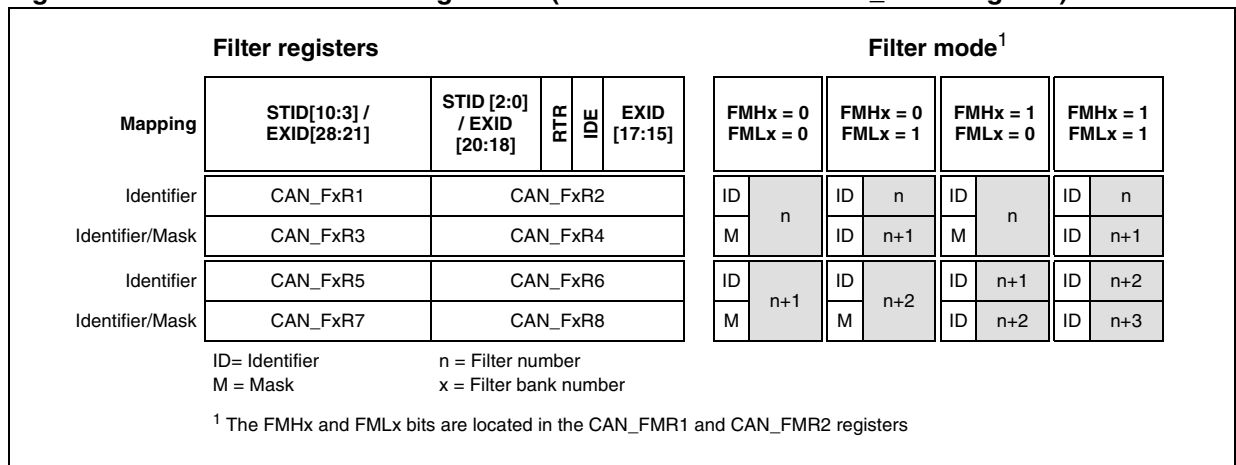 Filter registers Filter mode1
Mapping STID[10:3] / EXID[28:21] STID [2:0] / EXID [20:18] RTR IDE EXID [17:15] FMHx = 0 FMLx = 0 FMHx = 0 FMLx = 1 FMHx = 1 FMLx = 0 FMHx = 1 FMLx = 1
Identifier CAN_FxR1 CAN_FxR2 ID n ID n ID n ID n
Identifier/Mask CAN_FxR3 CAN_FxR4 M ID n+1 M ID n+1
Identifier CAN_FxR5 CAN_FxR6 ID n+1 ID n+2 ID n+1 ID n+2
Identifier/Mask CAN_FxR7 CAN_FxR8 M M ID n+2 ID n+3
ID= Identifier n = Filter number
M = Mask x = Filter bank number
1 The FMHx and FMLx bits are located in the CAN_FMR1 and CAN_FMR2 registers